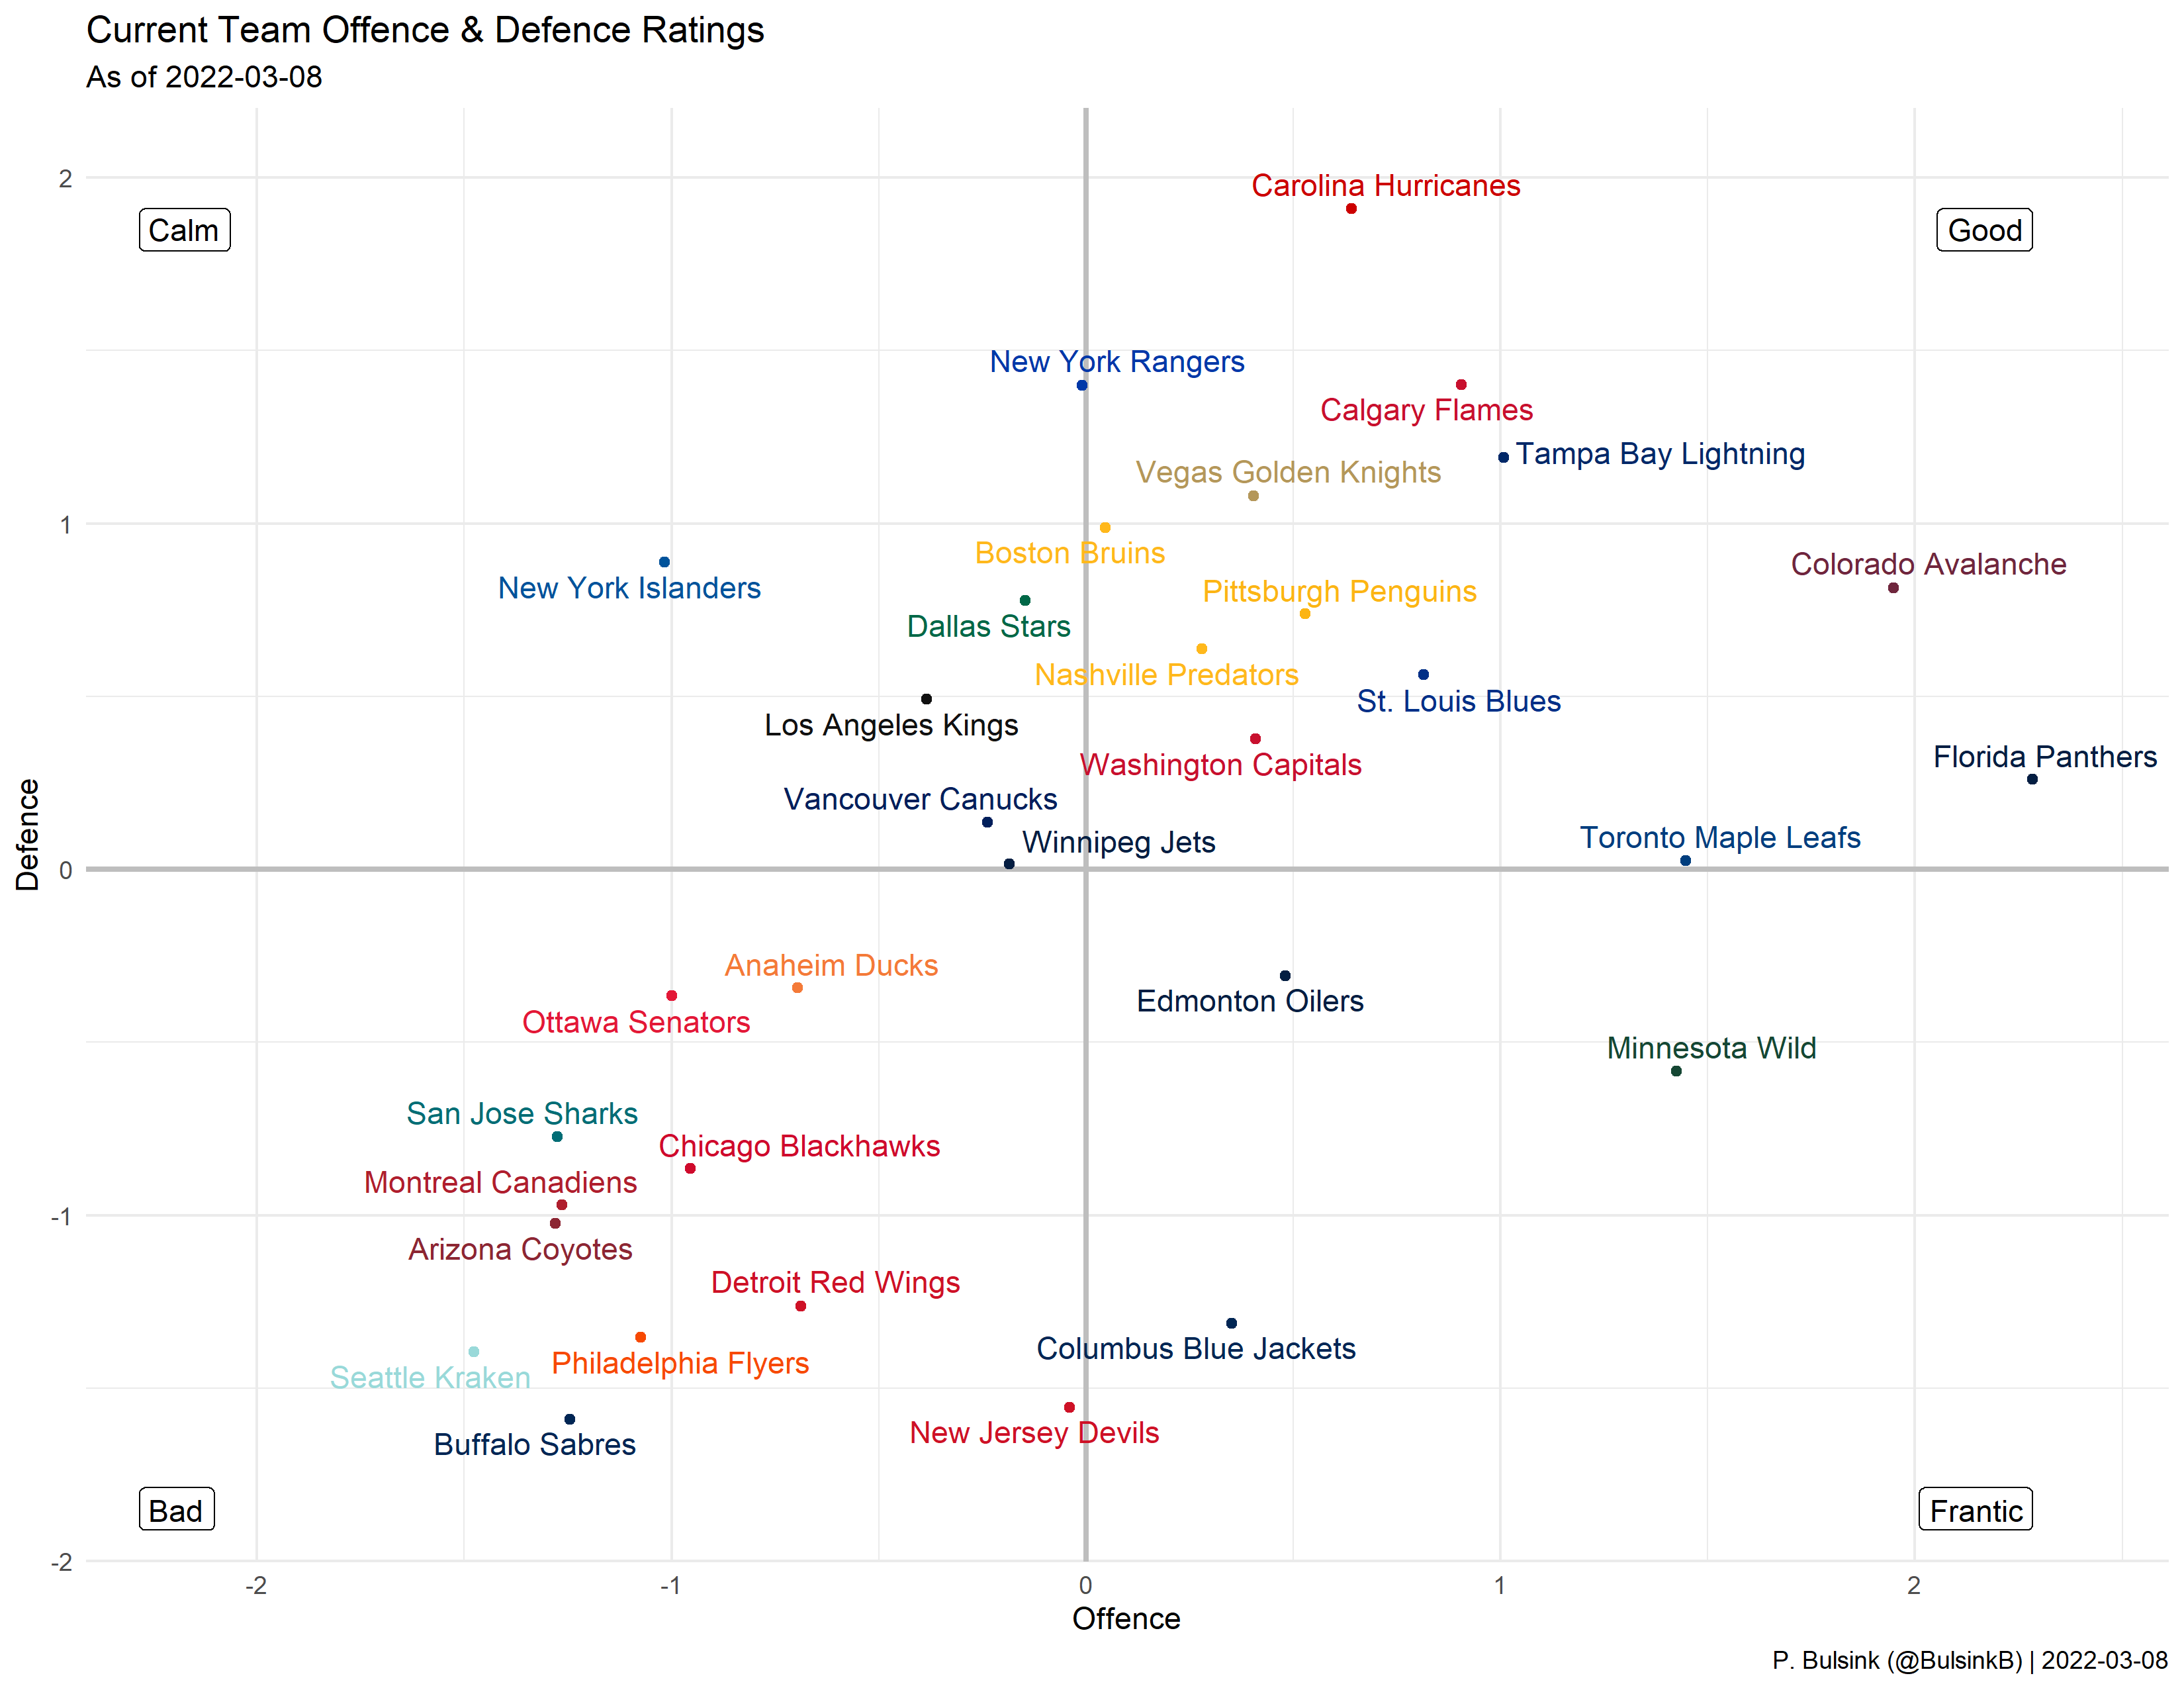 Current Team Offence & Defence Ratings
As of 2022-03-08
2
Carolina Hurricanes
Calm
Good
New York Rangers
Calgary Flames
Tampa Bay Lightning
Vegas Golden Knights
1
Boston Bruins
Colorado Avalanche
New York Islanders
Pittsburgh Penguins
Dallas Stars
Nashville Predators
St. Louis Blues
Los Angeles Kings
Washington Capitals
Florida Panthers
Vancouver Canucks
Defence
Toronto Maple Leafs
Winnipeg Jets
0
Anaheim Ducks
Edmonton Oilers
Ottawa Senators
Minnesota Wild
San Jose Sharks
Chicago Blackhawks
Montreal Canadiens
-1
Arizona Coyotes
Detroit Red Wings
Columbus Blue Jackets
Philadelphia Flyers
Seattle Kraken
New Jersey Devils
Buffalo Sabres
Bad
Frantic
-2
-2
-1
0
1
2
Offence
P. Bulsink (@BulsinkB) | 2022-03-08